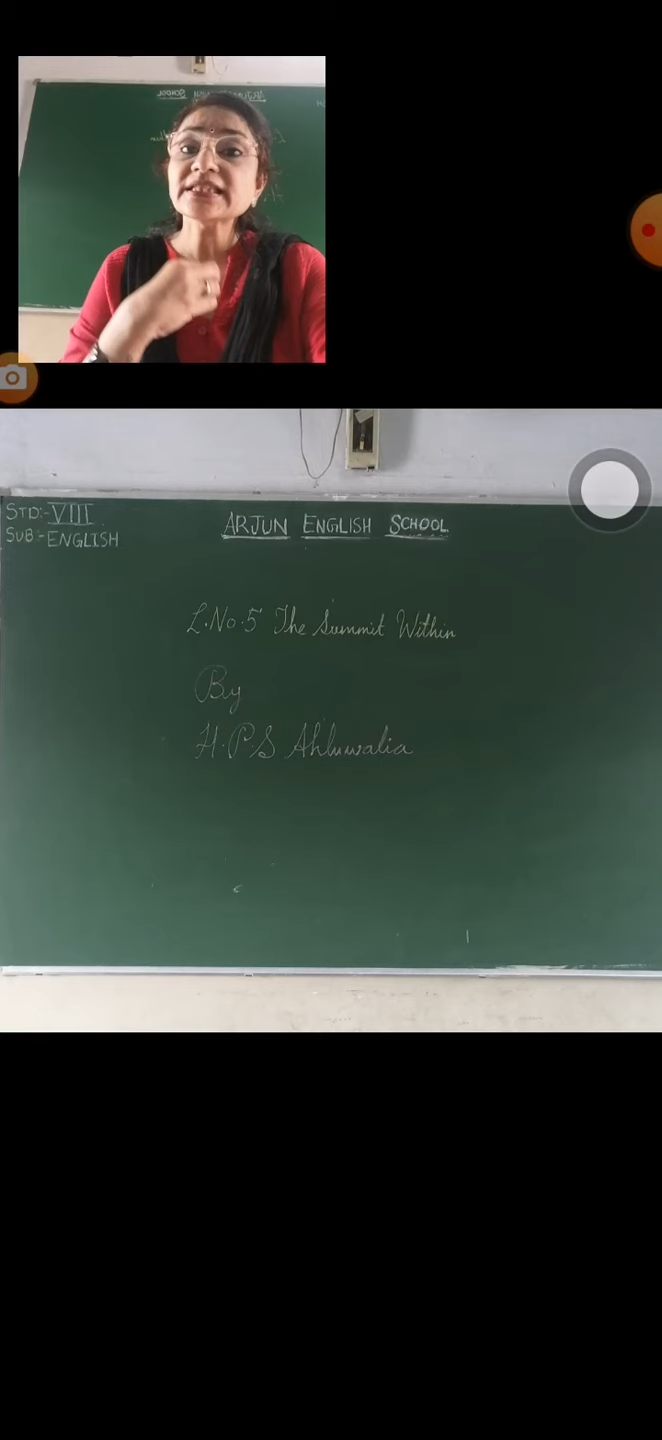 STD:- VIII
SUB:- ENGLISH
ARJUN ENGLISH SCHOOL
L.No.5 The Summit Within
By
H.P.S Ahluwalia